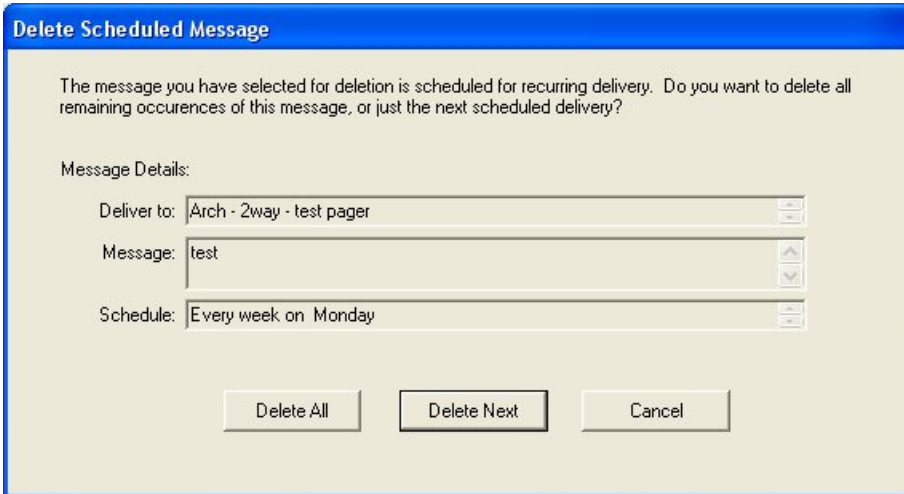 Delete Scheduled Message
The message you have selected for deletion is scheduled for recurring delivery.  Do you want to delete all
remaining occurences of this message, or just the next scheduled delivery?
Message Details:
Deliver to: Arch - 2way - test pager
Message: test
Schedule: Every week on  Monday
Delete All Delete Next Cancel